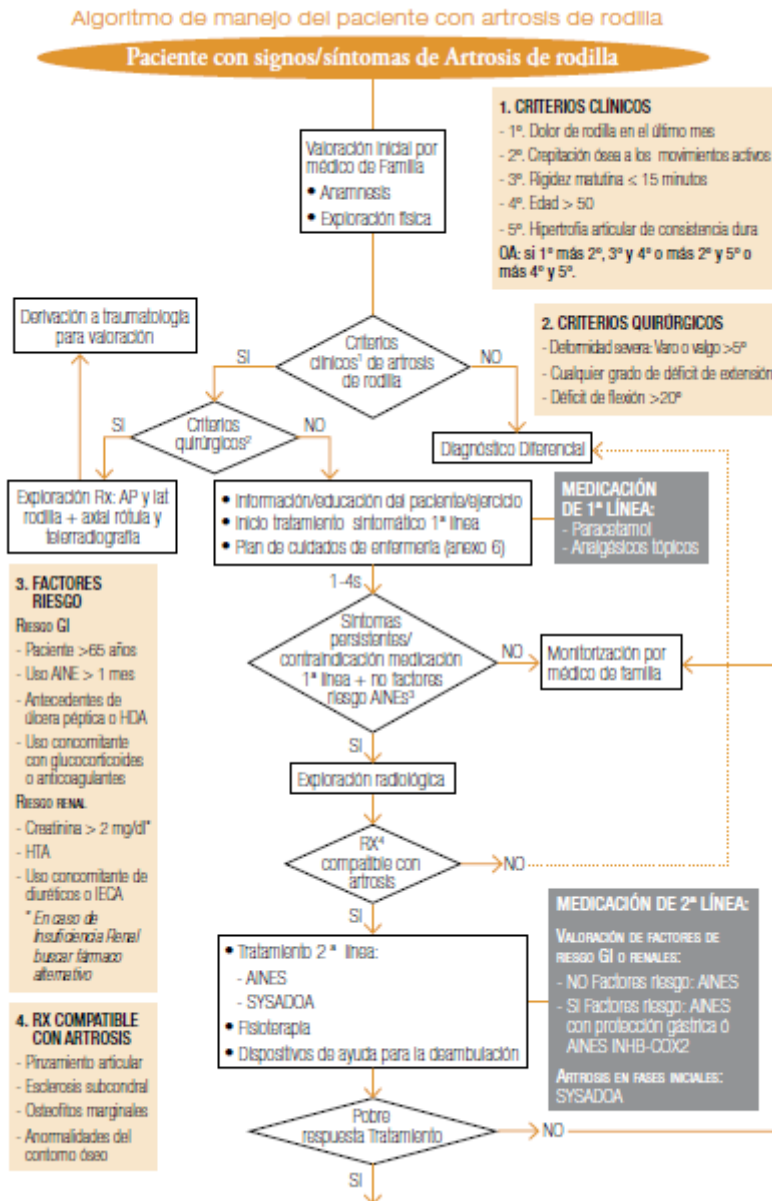 Algoritmo de manejo del paciente con artrosis de rodilla
Paciente con signos/síntomas de Artrosis de rodilla
Valoración inicial por
médico de Familia
• Anamnesis
• Exploración física
1. CRITERIOS CLÍNICOS
- 1º. Dolor de rodilla en el último mes
- 2º. Crepitación ósea a los movimientos activos
- 3º. Rigidez matutina < 15 minutos
- 4º. Edad > 50
- 5º. Hipertrofia articular de consistencia dura
OA: si 1º más 2º, 3º y 4º o más 2º y 5º o
más 4º y 5º.
2. CRITERIOS QUIRÚRGICOS
- Deformidad severa: Varo o valgo >5º
- Cualquier grado de déficit de extensión
- Déficit de flexión >20º
Derivación a traumatología
para valoración
SI
Criterios
clínicos¹ de artrosis
de rodilla
NO
SI
Criterios
quirúrgicos²
NO
Diagnóstico Diferencial
Exploración Rx: AP y lat
rodilla + axial rótula y
telerradiografía
• Información/educación del paciente/ejercicio
• Inicio tratamiento sintomático 1ª línea
• Plan de cuidados de enfermería (anexo 6)
MEDICACIÓN
DE 1ª LÍNEA:
- Paracetamol
- Analgésicos tópicos
1-4s
3. FACTORES
RIESGO
RIESGO GI
- Paciente >65 años
- Uso AINE > 1 mes
- Antecedentes de
úlcera péptica o HDA
- Uso concomitante
con glucocorticoides
o anticoagulantes
RIESGO RENAL
- Creatinina > 2 mg/dl*
- HTA
- Uso concomitante de
diuréticos o IECA
* En caso de
Insuficiencia Renal
buscar fármaco
alternativo
Síntomas
persistentes/
contraindicación medicación
1ª línea + no factores
riesgo AINEs³
NO
Monitorización por
médico de familia
SI
Exploración radiológica
RX⁴
compatible con
artrosis
NO
SI
• Tratamiento 2ª línea:
- AINES
- SYSADOA
• Fisioterapia
• Dispositivos de ayuda para la deambulación
MEDICACIÓN DE 2ª LÍNEA:
VALORACIÓN DE FACTORES DE
RIESGO GI O RENALES:
- NO Factores riesgo: AINES
- SI Factores riesgo: AINES
con protección gástrica ó
AINES INHB-COX2
ARTROSIS EN FASES INICIALES:
SYSADOA
4. RX COMPATIBLE
CON ARTROSIS
- Pinzamiento articular
- Esclerosis subcondral
- Osteofitos marginales
- Anormalidades del
contorno óseo
Pobre
respuesta Tratamiento
NO
SI